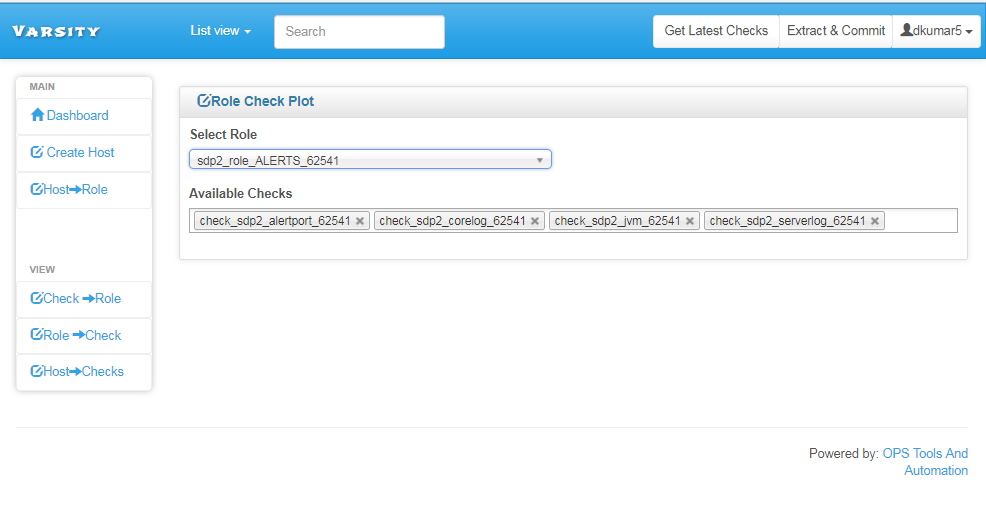 Varsity
List view
Search
Get Latest Checks
Extract & Commit
dkumar5
MAIN
Dashboard
Create Host
Host➔Role
VIEW
Check ➔Role
Role ➔Check
Host➔Checks
Role Check Plot
Select Role
sdp2_role_ALERTS_62541
Available Checks
check_sdp2_alertport_62541 check_sdp2_corelog_62541 check_sdp2_jvm_62541 check_sdp2_serverlog_62541
Powered by: OPS Tools And
Automation